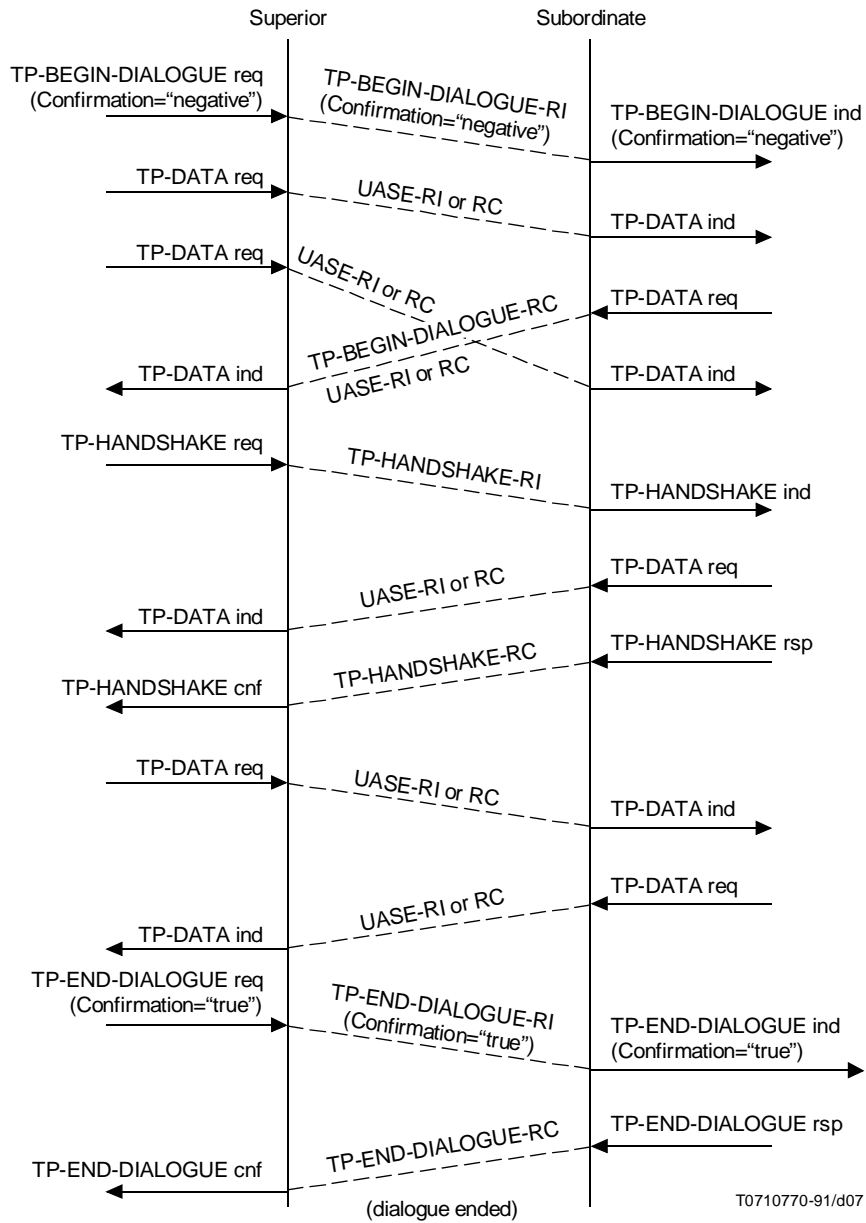 Superior
Subordinate
TP-BEGIN-DIALOGUE req
(Confirmation=“negative”)
TP-BEGIN-DIALOGUE-RI
(Confirmation=“negative”)
TP-BEGIN-DIALOGUE ind
(Confirmation=“negative”)
TP-DATA req
UASE-RI or RC
TP-DATA ind
TP-DATA req
UASE-RI or RC
TP-DATA req
TP-BEGIN-DIALOGUE-RC
UASE-RI or RC
TP-DATA ind
TP-DATA ind
TP-HANDSHAKE req
TP-HANDSHAKE-RI
TP-HANDSHAKE ind
TP-DATA req
UASE-RI or RC
TP-DATA ind
TP-HANDSHAKE rsp
TP-HANDSHAKE-RC
TP-HANDSHAKE cnf
TP-DATA req
UASE-RI or RC
TP-DATA ind
TP-DATA req
UASE-RI or RC
TP-DATA ind
TP-END-DIALOGUE req
(Confirmation=“true”)
TP-END-DIALOGUE-RI
(Confirmation=“true”)
TP-END-DIALOGUE ind
(Confirmation=“true”)
TP-END-DIALOGUE rsp
TP-END-DIALOGUE-RC
TP-END-DIALOGUE cnf
(dialogue ended)
T0710770-91/d07